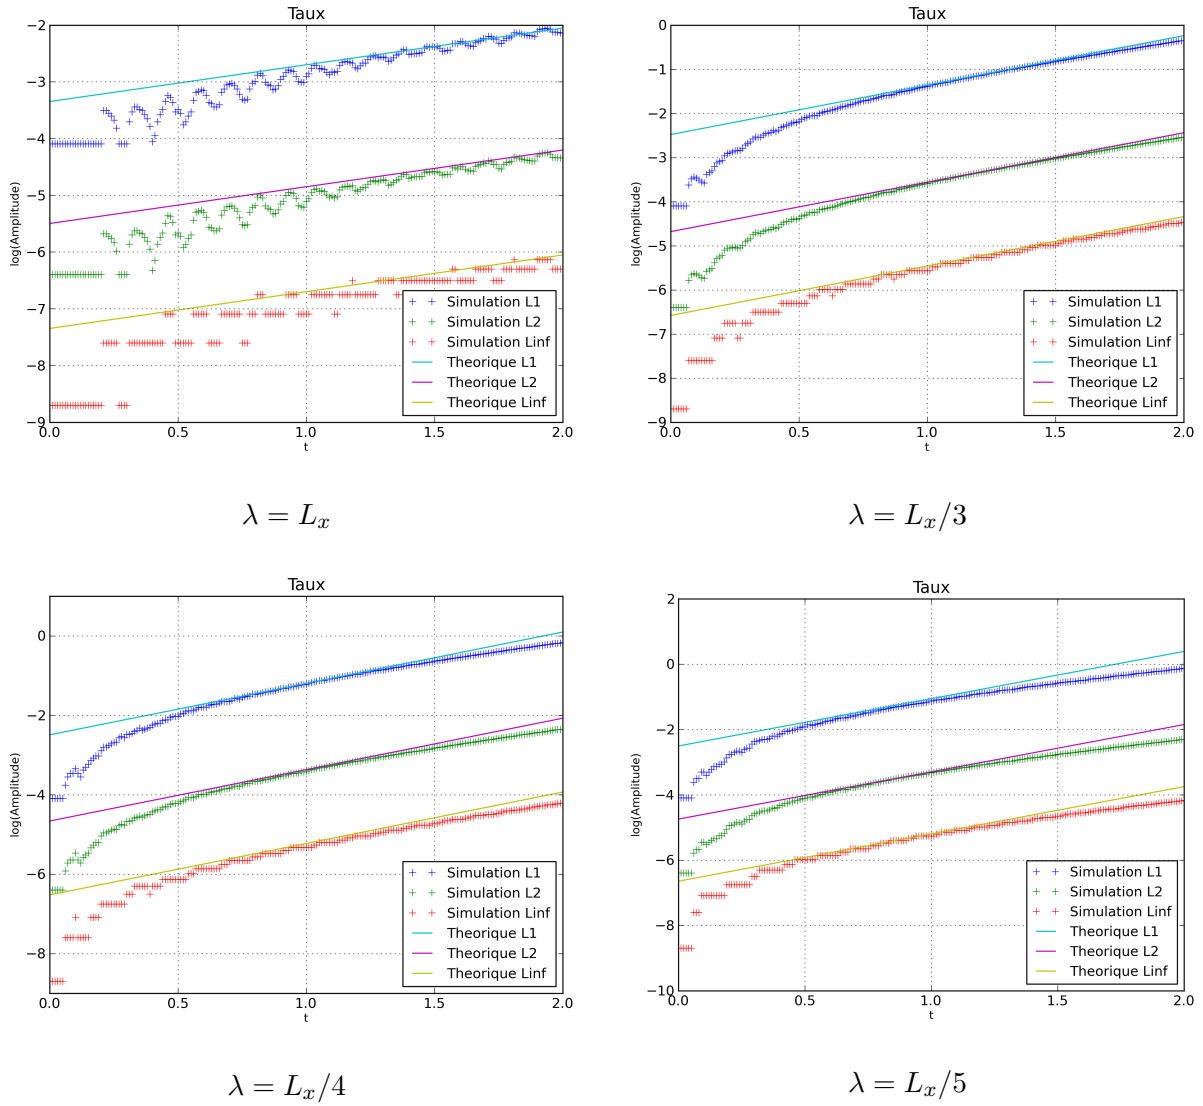 Taux
−2
−3
−4
−5
−6
−7
−8
−9
log(Amplitude)
0.0 0.5 1.0 1.5 2.0
t
Simulation L1
Simulation L2
Simulation Linf
Theorique L1
Theorique L2
Theorique Linf
λ = Lx
Taux
0
−1
−2
−3
−4
−5
−6
−7
−8
−9
log(Amplitude)
0.0 0.5 1.0 1.5 2.0
t
Simulation L1
Simulation L2
Simulation Linf
Theorique L1
Theorique L2
Theorique Linf
λ = Lx/3
Taux
0
−2
−4
−6
−8
log(Amplitude)
0.0 0.5 1.0 1.5 2.0
t
Simulation L1
Simulation L2
Simulation Linf
Theorique L1
Theorique L2
Theorique Linf
λ = Lx/4
Taux
2
0
−2
−4
−6
−8
−10
log(Amplitude)
0.0 0.5 1.0 1.5 2.0
t
Simulation L1
Simulation L2
Simulation Linf
Theorique L1
Theorique L2
Theorique Linf
λ = Lx/5